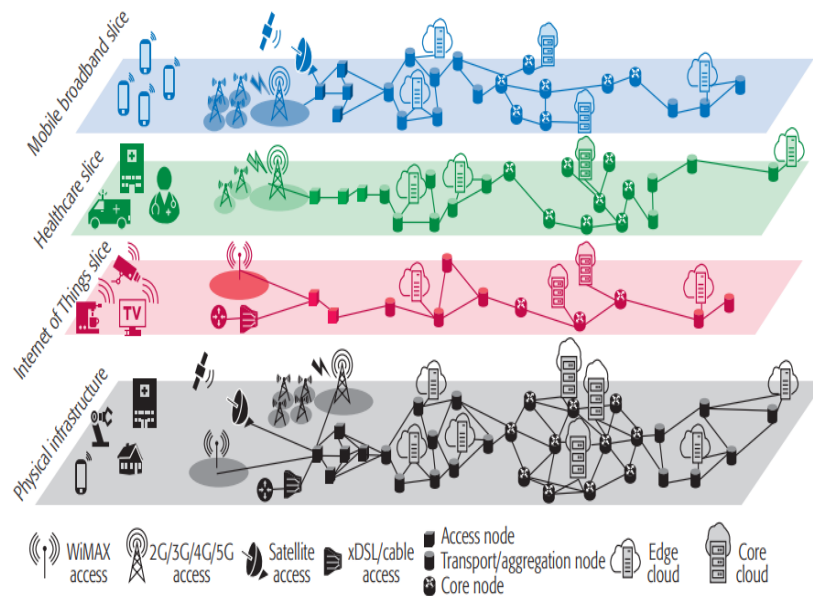 Mobile broadband slice
Healthcare slice
Internet of Things slice
TV
Physical infrastructure
WiMAX
access
2G/3G/4G/5G
access
Satellite
access
xDSL/cable
access
Access node
Transport/aggregation node
Core node
Edge
cloud
Core
cloud